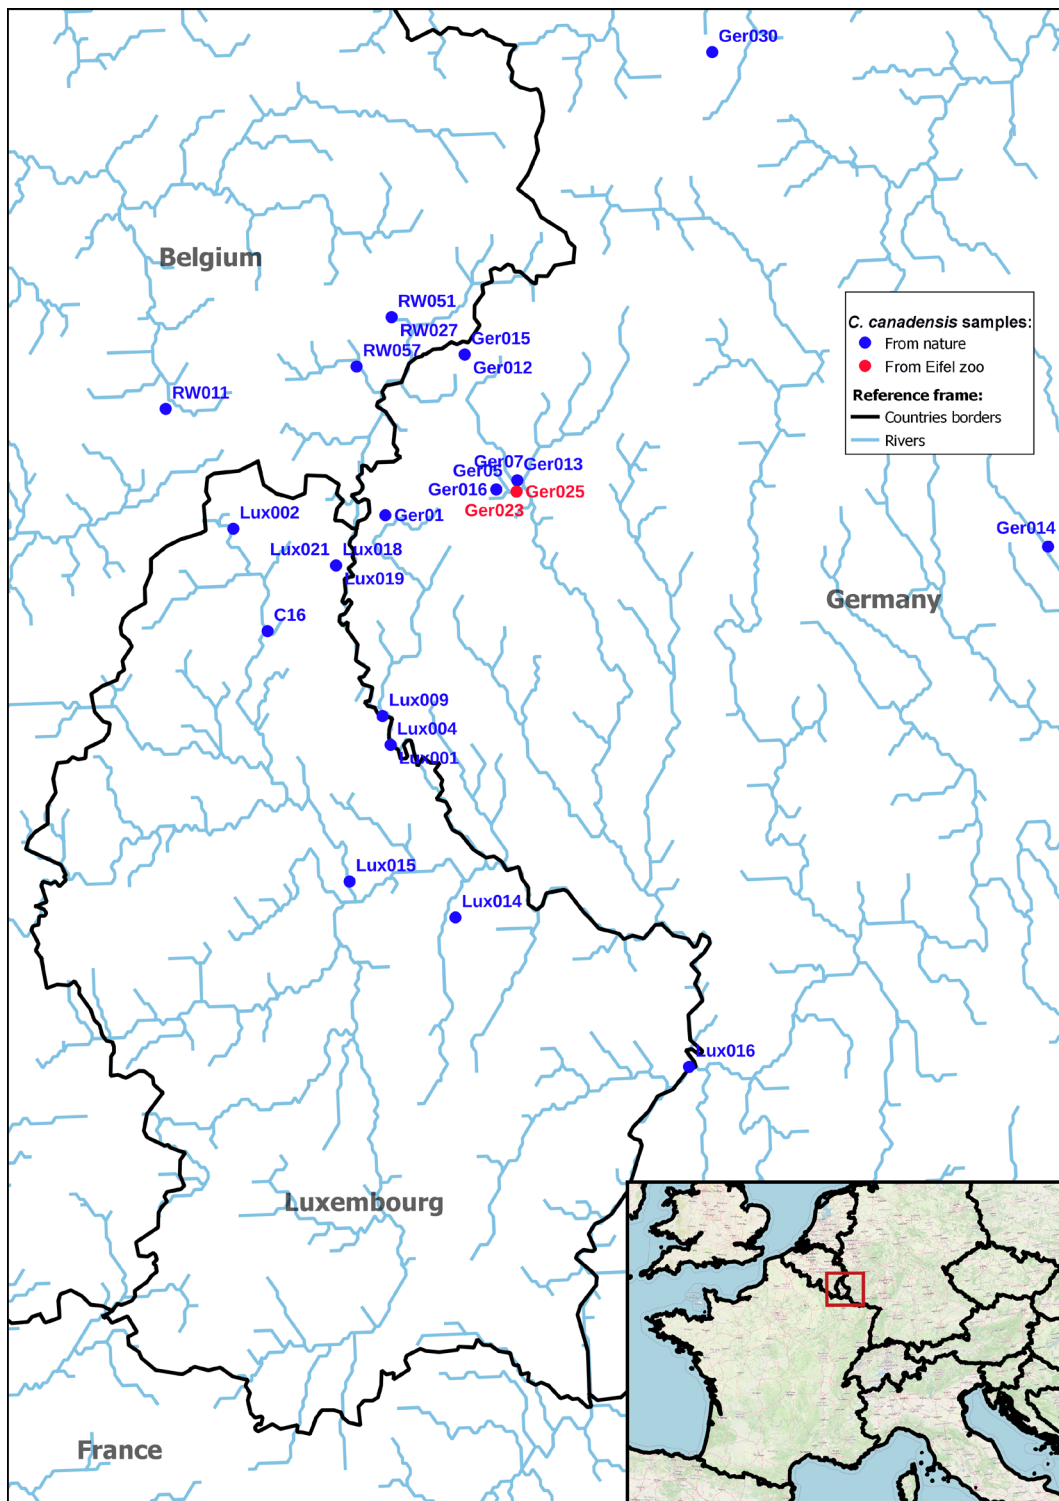 Ger030
Belgium
RW051
RW027
Ger015
RW057
Ger012
RW011
C. canadensis samples:
From nature
From Eifel zoo
Reference frame:
Countries borders
Rivers
Ger07
Ger013
Ger05
Ger016
Ger025
Ger023
Lux002
Ger01
Ger014
Lux021
Lux018
Lux019
Germany
C16
Lux009
Lux004
Lux001
Lux015
Lux014
Lux016
Luxembourg
France